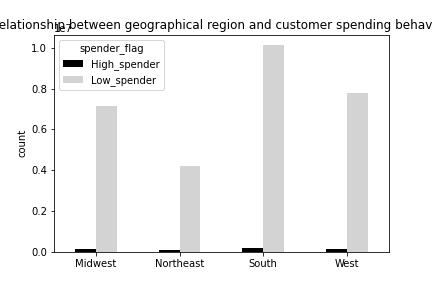 elationship between geographical region and customer spending behav
1e7
spender_flag
High_spender
Low_spender
1.0
0.8
0.6
0.4
0.2
0.0
count
Midwest Northeast South West